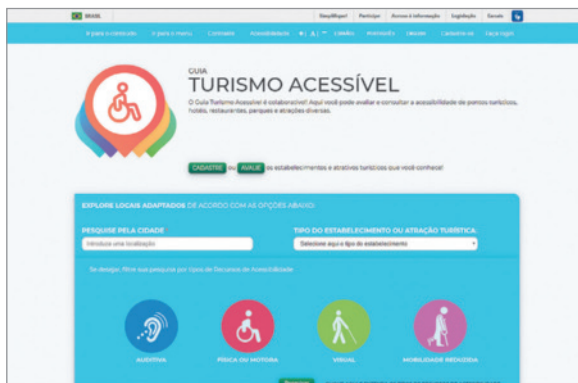 BRASIL Simplifique! Participe Acesso à informação Legislação Canais
Ir para o conteúdo Ir para o menu Contraste Acessibilidade Cadastre-se Faça login
GUIA
TURISMO ACESSÍVEL
O Guia Turismo Acessível é colaborativo! Aqui você pode avaliar e consultar a acessibilidade de pontos turísticos,
hotéis, restaurantes, parques e atrações diversas.
CADASTRE ou AVALIE os estabelecimentos e atrativos turísticos que você conhece!
EXPLORE LOCAIS ADAPTADOS DE ACORDO COM AS OPÇÕES ABAIXO:
PESQUISE PELA CIDADE
TIPO DO ESTABELECIMENTO OU ATRAÇÃO TURÍSTICA:
Introduza uma localização
Selecione aqui o tipo do estabelecimento
Se desejar, filtre sua pesquisa por tipos de Recursos de Acessibilidade
AUDITIVA
FÍSICA OU MOTORA
VISUAL
MOBILIDADE REDUZIDA